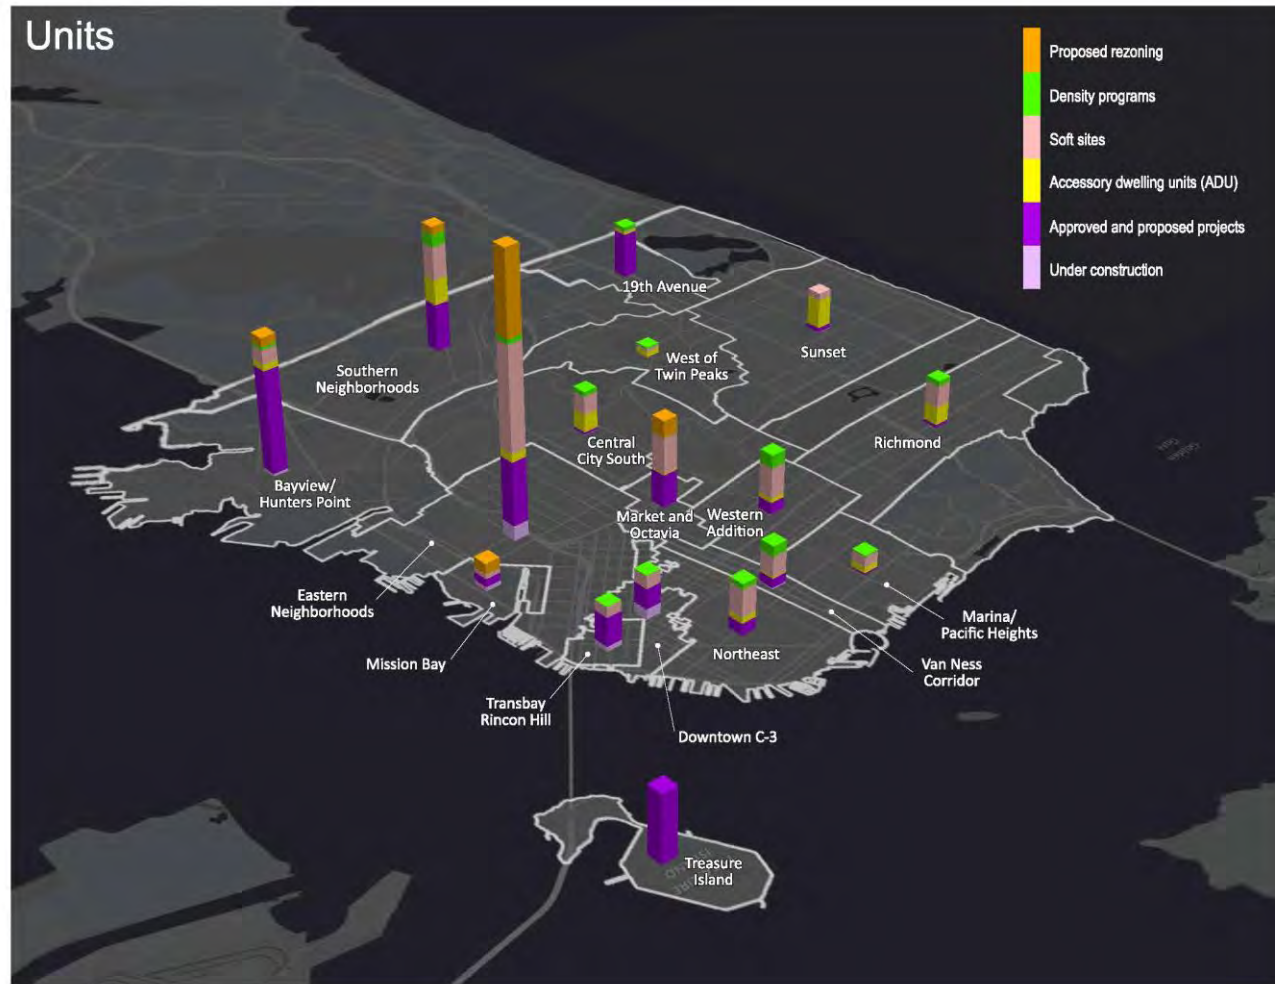 Units
Proposed rezoning
Density programs
Soft sites
Accessory dwelling units (ADU)
Approved and proposed projects
Under construction
19th Avenue
Sunset
West of
Twin Peaks
Southern
Neighborhoods
Richmond
Central
City South
Bayview/
Hunters Point
Market and
Octavia
Western
Addition
Eastern
Neighborhoods
Marina/
Pacific Heights
Mission Bay
Northeast
Van Ness
Corridor
Transbay
Rincon Hill
Downtown C-3
Treasure
Island